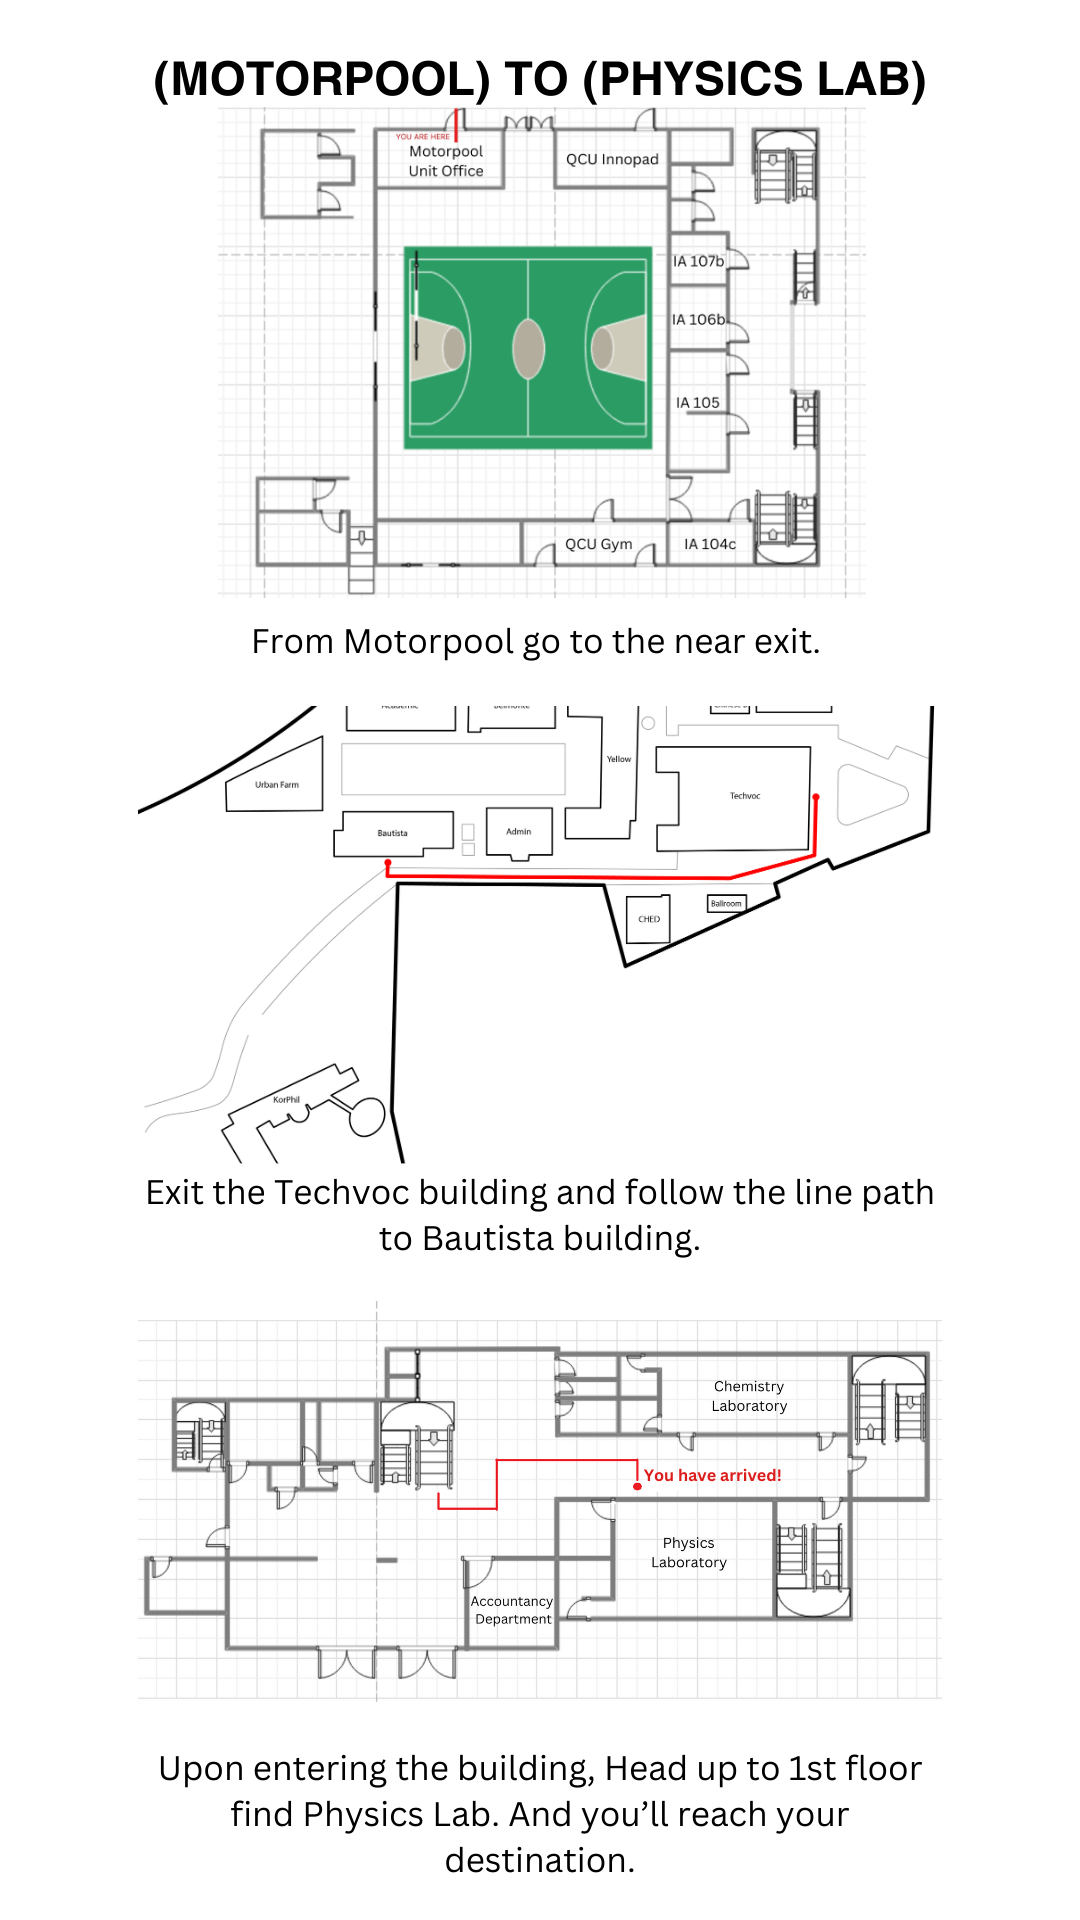 (MOTORPOOL) TO (PHYSICS LAB)
YOU ARE HERE
Motorpool
Unit Office
QCU Innopad
IA 107b
IA 106b
IA 105
QCU Gym
IA 104c
From Motorpool go to the near exit.
Academic
Belmonte
Yellow
Urban Farm
Techvoc
Bautista
Admin
CHED
Ballroom
KorPhil
Exit the Techvoc building and follow the line path
to Bautista building.
Chemistry
Laboratory
You have arrived!
Physics
Laboratory
Accountancy
Department
Upon entering the building, Head up to 1st floor
find Physics Lab. And you’ll reach your
destination.